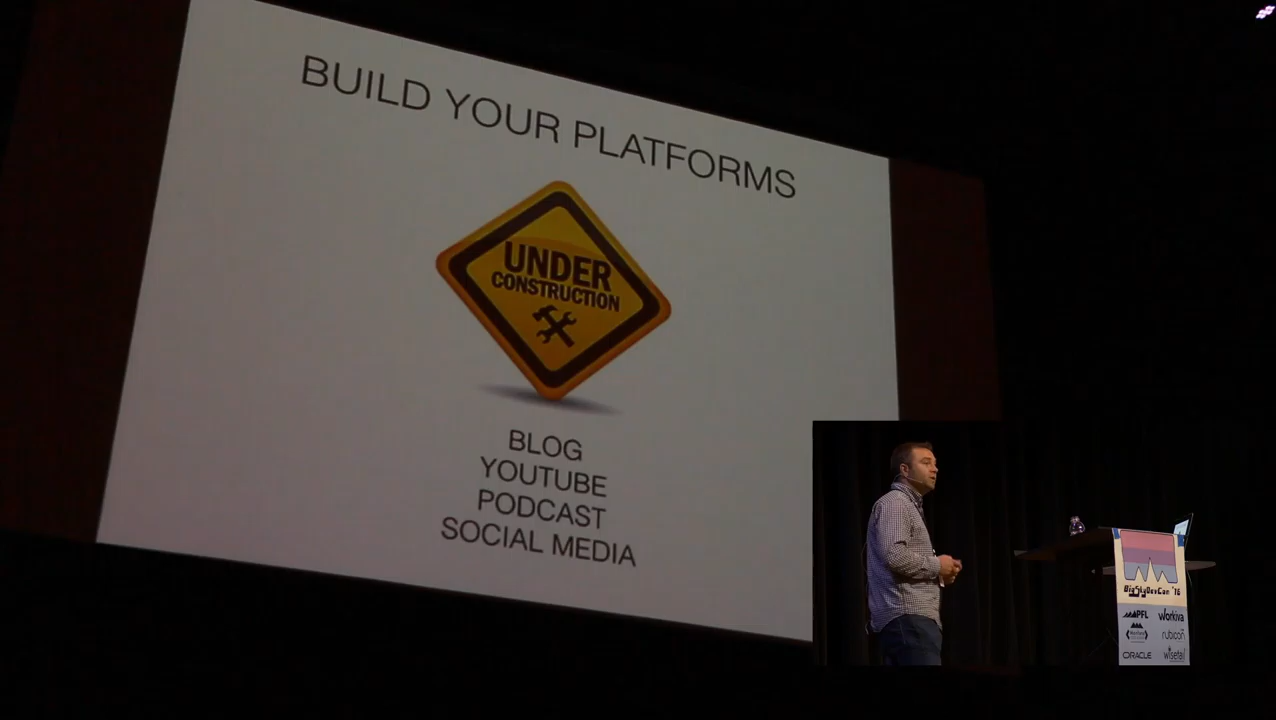 BUILD YOUR PLATFORMS
UNDER
CONSTRUCTION
BLOG
YOUTUBE
PODCAST
SOCIAL MEDIA
BigSkyDevCon '16
PFL
workiva
rubicon
ORACLE
wisetail